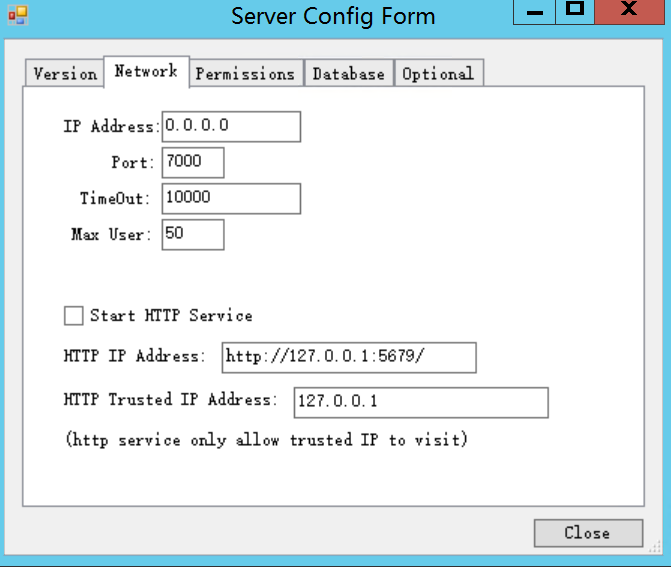 Server Config Form
Version Network Permissions Database Optional
IP Address: 0.0.0.0
Port: 7000
TimeOut: 10000
Max User: 50
Start HTTP Service
HTTP IP Address: http://127.0.0.1:5679/
HTTP Trusted IP Address: 127.0.0.1
(http service only allow trusted IP to visit)
Close